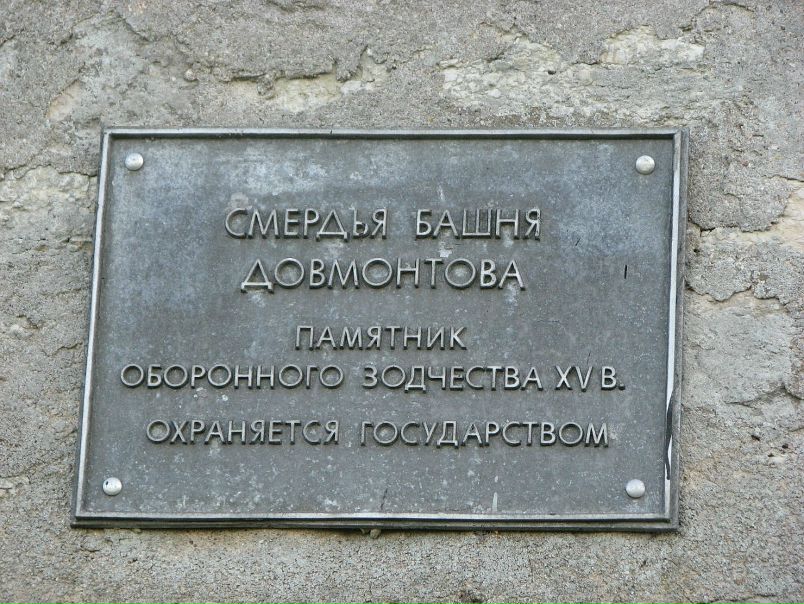 СМЕРДЬЯ БАШНЯ
ДОВМОНТОВА
ПАМЯТНИК
ОБОРОННОГО ЗОДЧЕСТВА XV В.
ОХРАНЯЕТСЯ ГОСУДАРСТВОМ